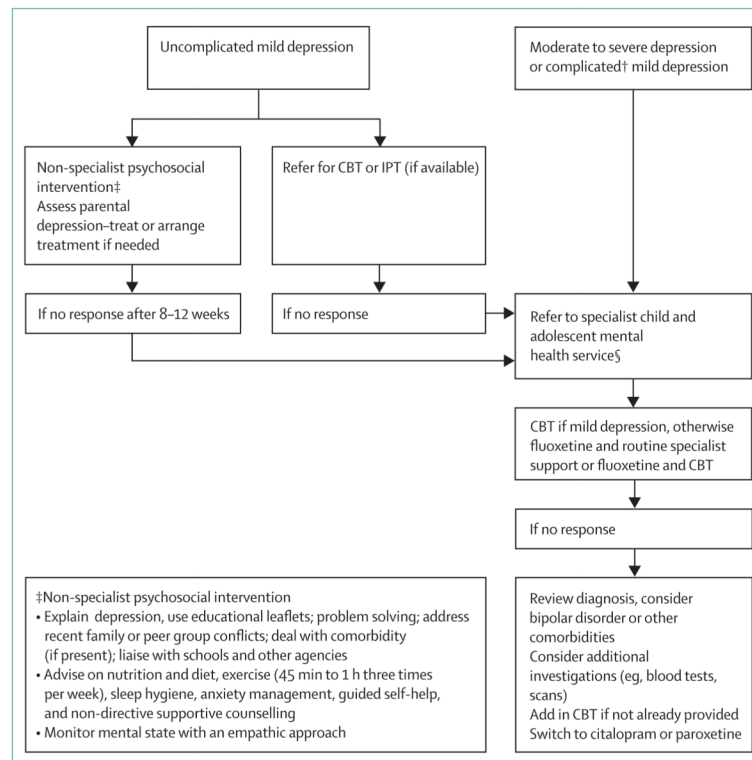 Uncomplicated mild depression
Moderate to severe depression
or complicated† mild depression
Non-specialist psychosocial
intervention‡
Assess parental
depression–treat or arrange
treatment if needed
Refer for CBT or IPT (if available)
If no response after 8–12 weeks
If no response
Refer to specialist child and
adolescent mental
health service§
CBT if mild depression, otherwise
fluoxetine and routine specialist
support or fluoxetine and CBT
If no response
‡Non-specialist psychosocial intervention
• Explain depression, use educational leaflets; problem solving; address
recent family or peer group conflicts; deal with comorbidity
(if present); liaise with schools and other agencies
• Advise on nutrition and diet, exercise (45 min to 1 h three times
per week), sleep hygiene, anxiety management, guided self-help,
and non-directive supportive counselling
• Monitor mental state with an empathic approach
Review diagnosis, consider
bipolar disorder or other
comorbidities
Consider additional
investigations (eg, blood tests,
scans)
Add in CBT if not already provided
Switch to citalopram or paroxetine